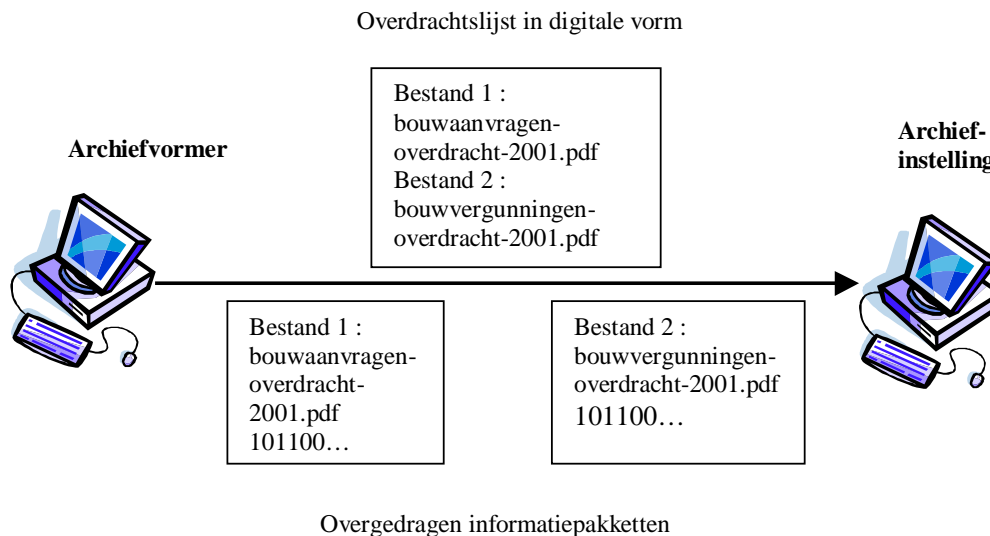 Overdrachtslijst in digitale vorm
Bestand 1 :
bouwaanvragen-
overdracht-2001.pdf
Bestand 2 :
bouwvergunningen-
overdracht-2001.pdf
Archiefvormer
Archief-
instelling
Bestand 1 :
bouwaanvragen-
overdracht-
2001.pdf
101100…
Bestand 2 :
bouwvergunningen-
overdracht-2001.pdf
101100…
Overgedragen informatiepakketten